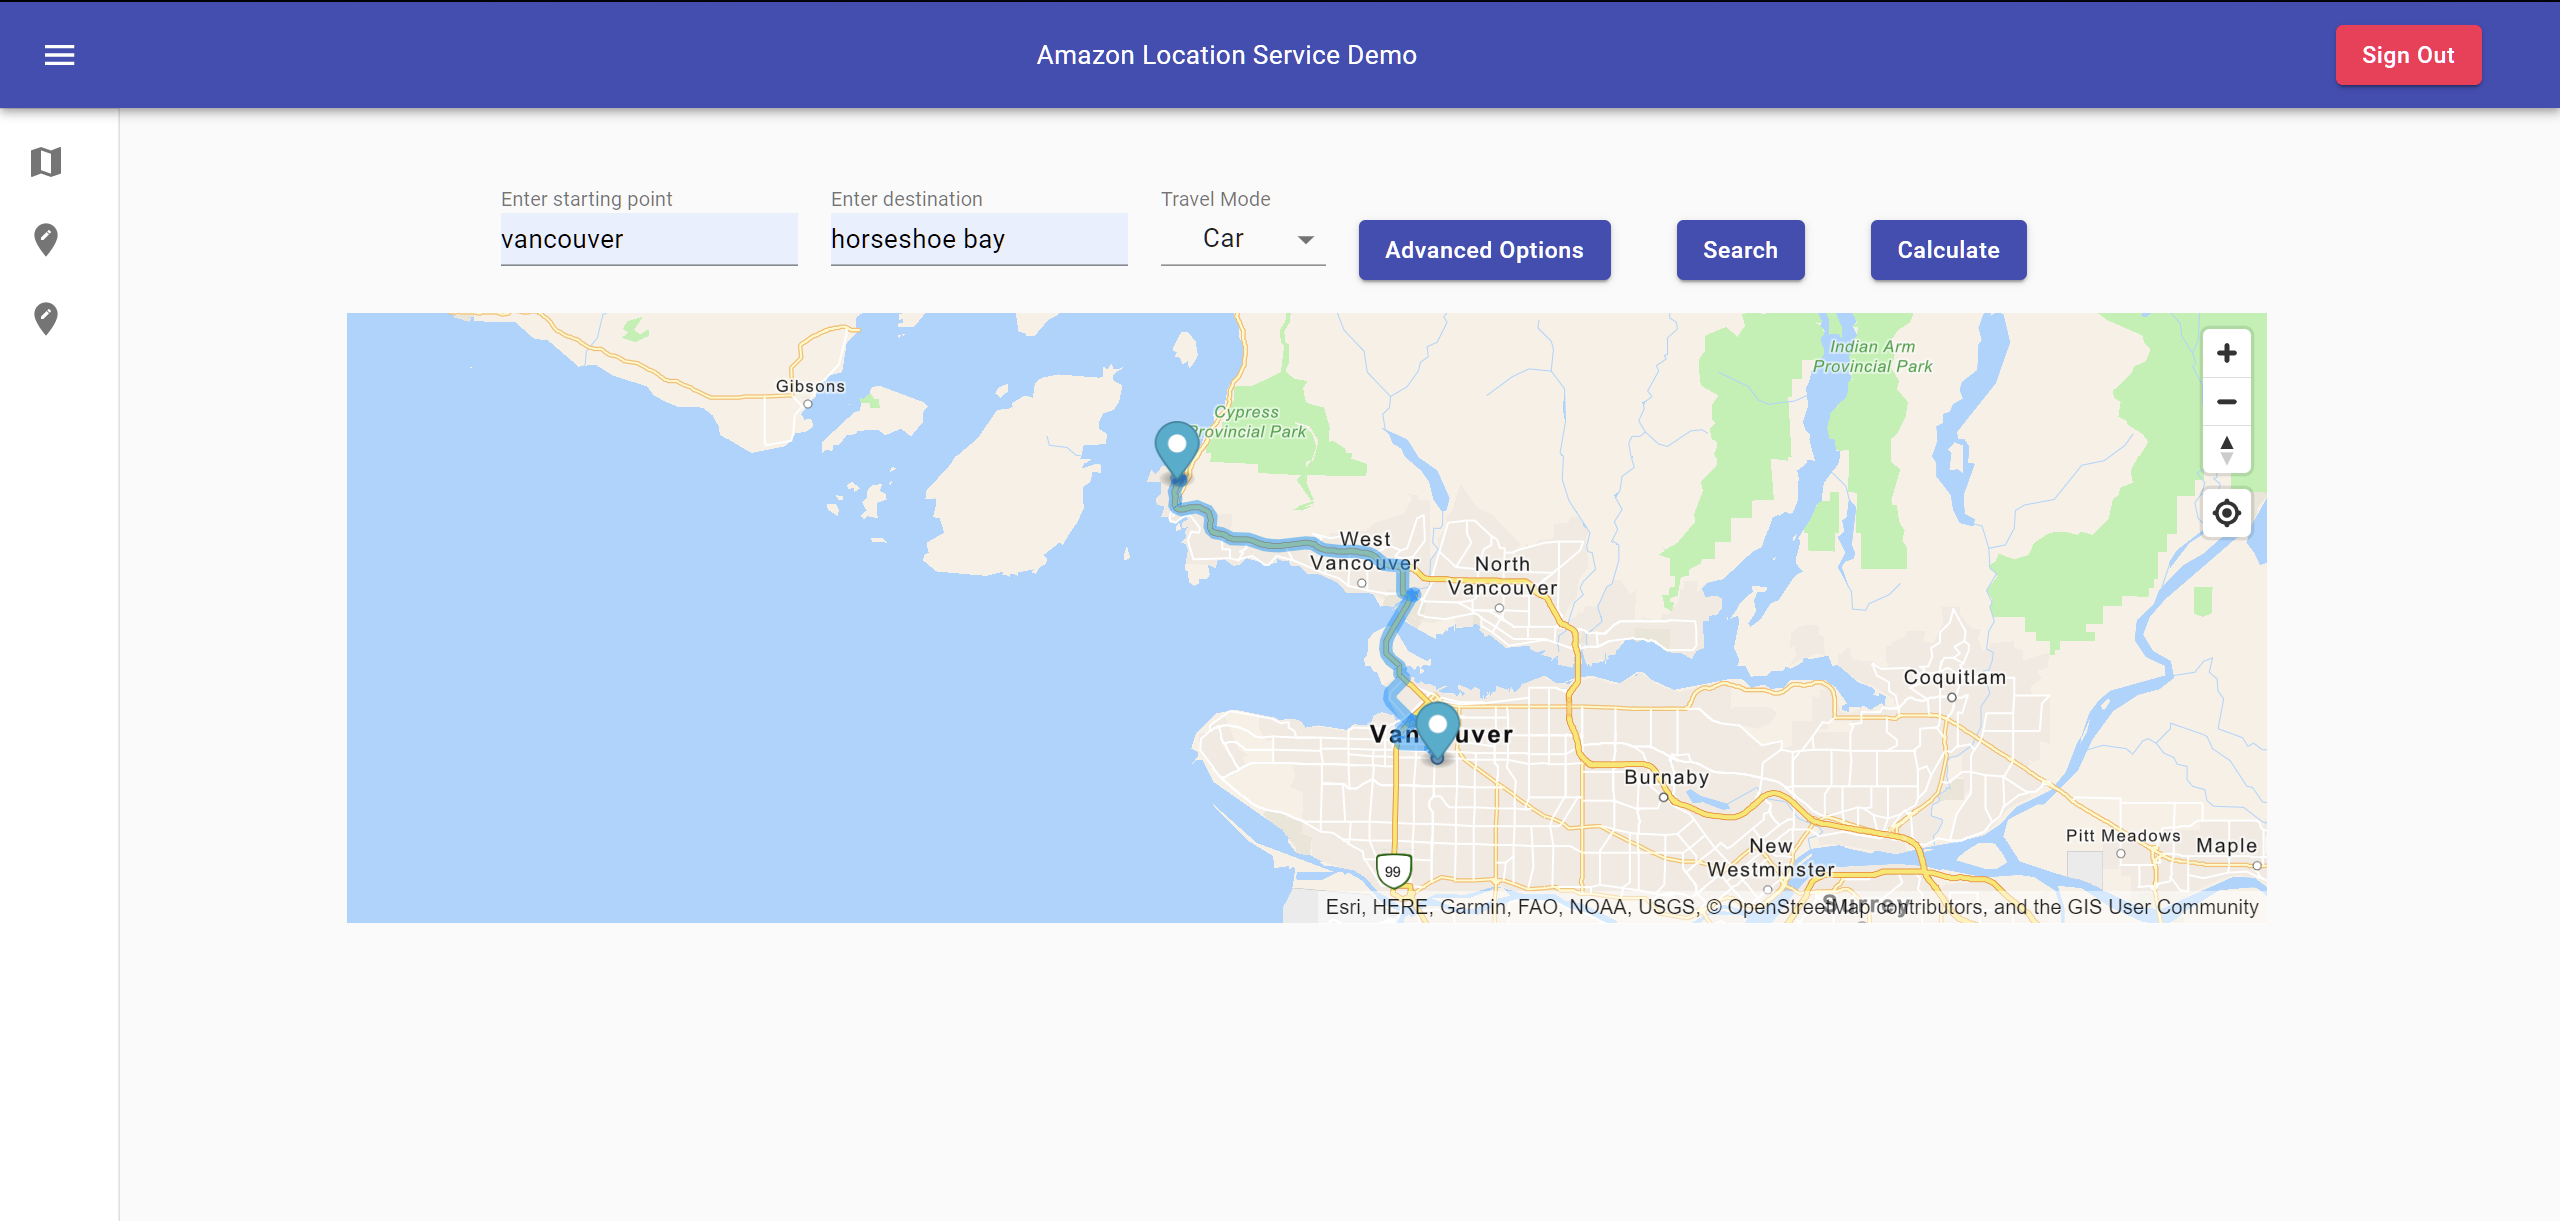 Amazon Location Service Demo
Sign Out
Enter starting point
Enter destination
Travel Mode
vancouver
horseshoe bay
Car
Advanced Options
Search
Calculate
Indian Arm
Provincial Park
Gibsons
Cypress
Provincial Park
West
Vancouver
North
Vancouver
Coquitlam
Vancouver
Burnaby
Pitt Meadows
Maple
New
Westminster
99
Surrey
Esri, HERE, Garmin, FAO, NOAA, USGS, © OpenStreetMap contributors, and the GIS User Community